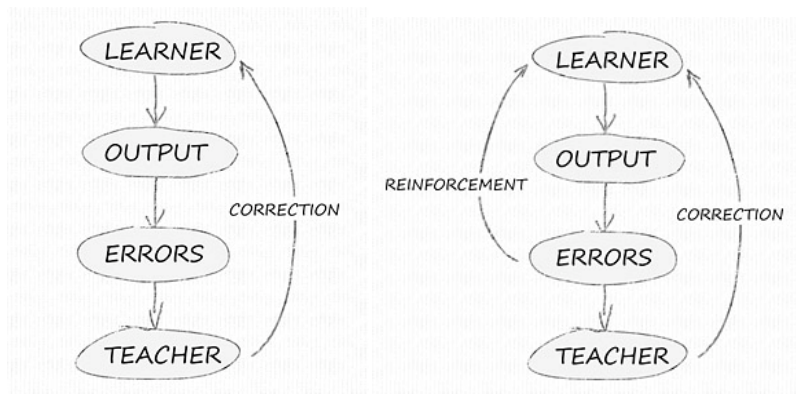 LEARNER
OUTPUT
CORRECTION
ERRORS
TEACHER
LEARNER
OUTPUT
REINFORCEMENT
CORRECTION
ERRORS
TEACHER